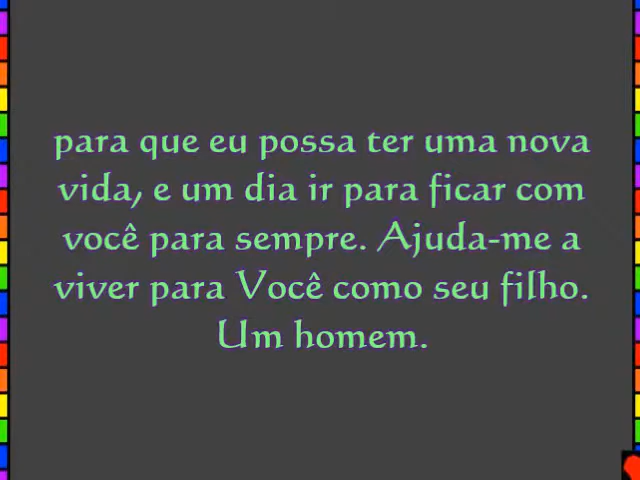 para que eu possa ter uma nova
vida, e um dia ir para ficar com
você para sempre. Ajuda-me a
viver para Você como seu filho.
Um homem.